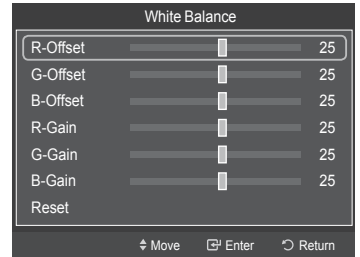 White Balance
R-Offset 25
G-Offset 25
B-Offset 25
R-Gain 25
G-Gain 25
B-Gain 25
Reset
Move Enter Return